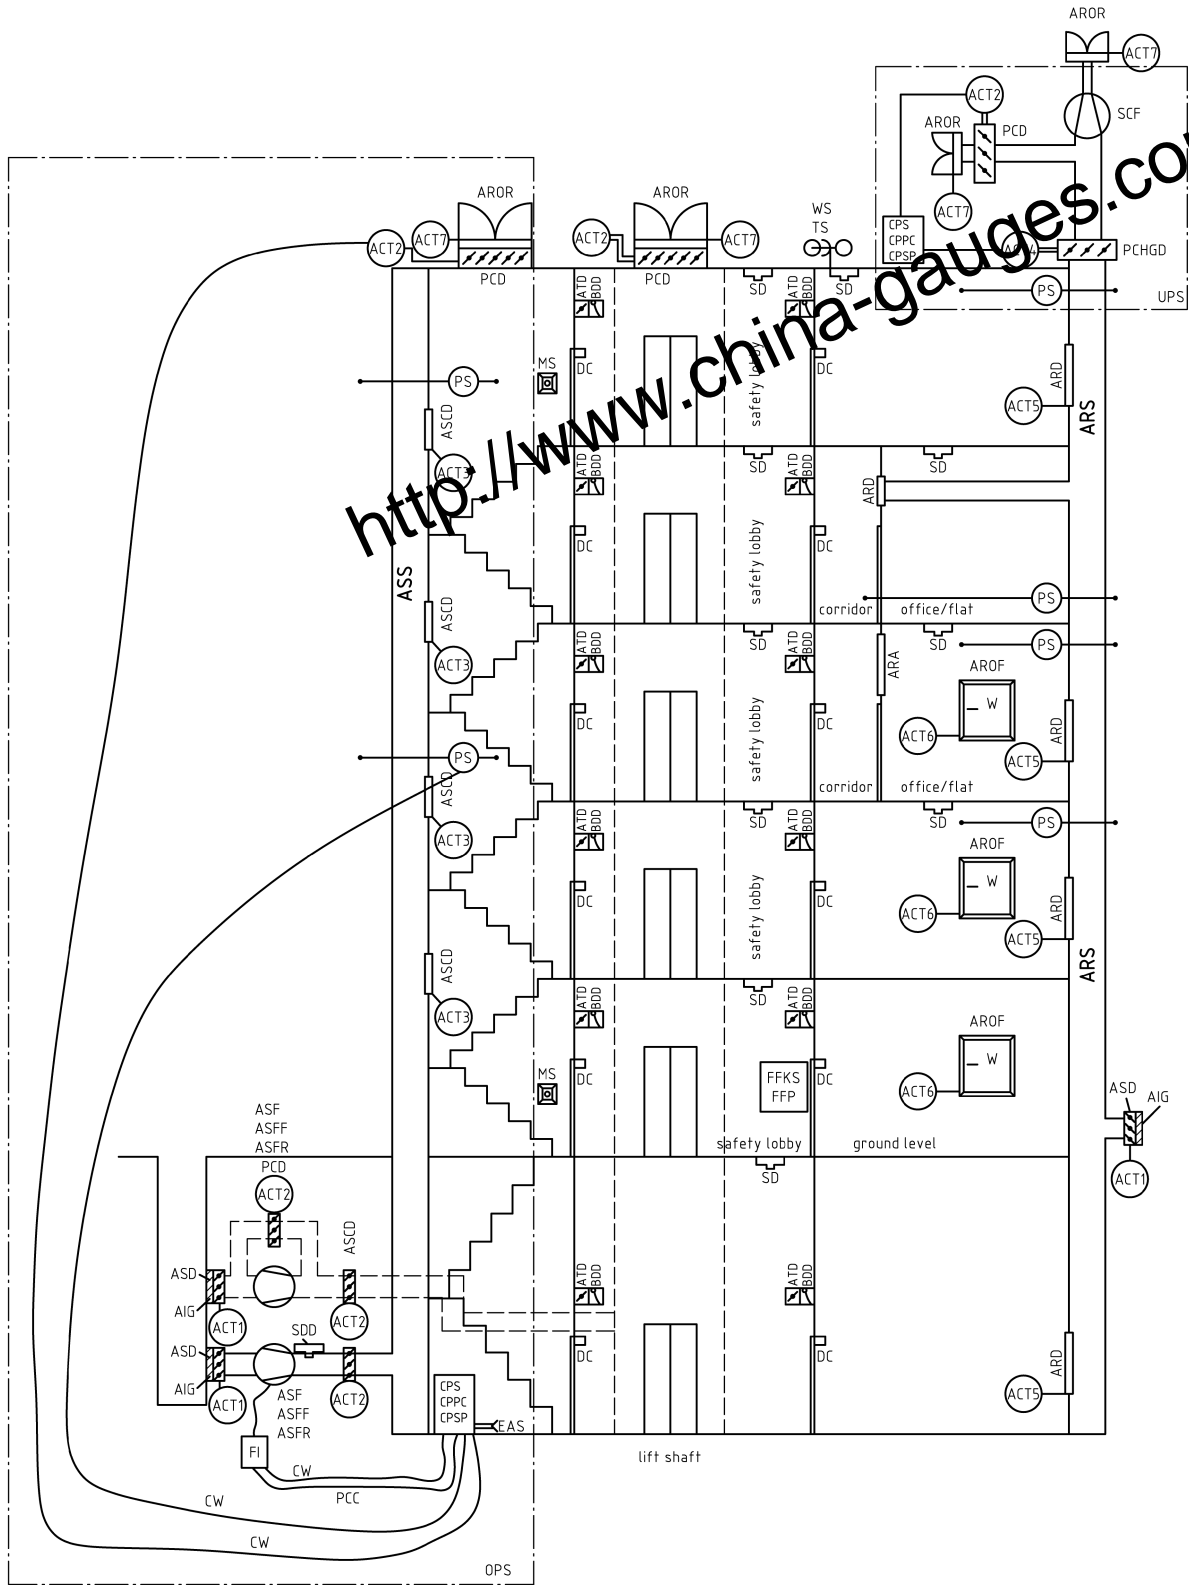 AROR
ACT7
ACT2
SCF
AROR
PCD
ACT7
WS
TS
CPS
CPPC
CPSP
PCHGD
AROR
AROR
ACT2
ACT7
ACT2
ACT7
PCD
PCD
SD
SD
PS
UPS
ATD
BDD
ATD
BDD
http://www.china-gauges.co
MS
DC
DC
PS
safety lobby
ARD
ACT5
ARS
ASCD
ACT3
ATD
BDD
SD
ATD
BDD
SD
ARD
DC
DC
safety lobby
ASS
ASCD
corridor
office/flat
PS
ACT3
ATD
BDD
SD
ATD
BDD
SD
PS
ARA
AROF
W
DC
DC
safety lobby
ACT6
ARD
ACT5
PS
ASCD
corridor
office/flat
ACT3
ATD
BDD
SD
ATD
BDD
SD
PS
AROF
W
DC
DC
safety lobby
ACT6
ARD
ACT5
ARS
ASCD
ACT3
ATD
BDD
SD
ATD
BDD
AROF
W
MS
DC
FFKS
FFP
DC
ACT6
ASD
AIG
ACT1
ASF
ASFF
ASFR
PCD
ACT2
safety lobby
ground level
SD
ASCD
ASD
AIG
ACT1
ACT2
ATD
BDD
ATD
BDD
SDD
ASD
AIG
ACT1
ACT2
DC
DC
ARD
ACT5
ASF
ASFF
ASFR
CPS
CPPC
CPSP
EAS
FI
lift shaft
CW
PCC
CW
CW
OPS